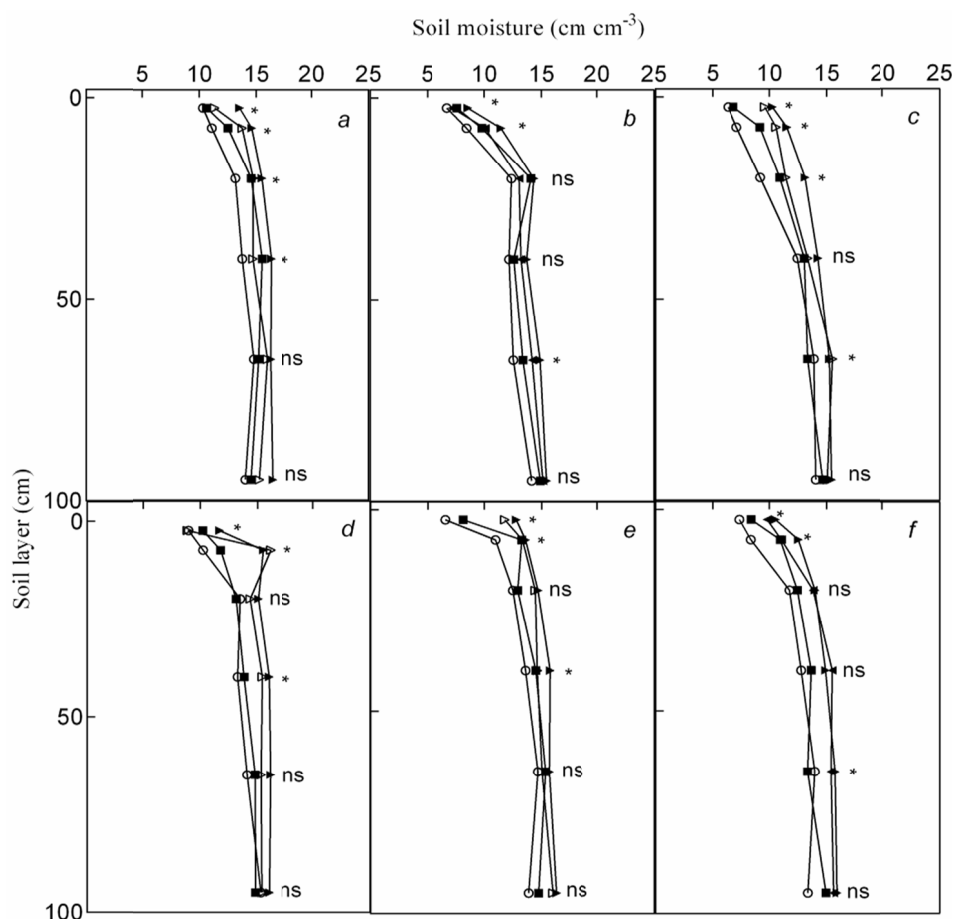 Soil moisture (cm cm⁻³)
5 10 15 20 25 5 10 15 20 25 5 10 15 20 25
0
a * * * * ns ns
b * * ns ns * ns
c * * * ns * ns
50
100
Soil layer (cm)
0
d * * ns * ns ns
e * * ns * ns ns
f * * ns ns * ns
50
100